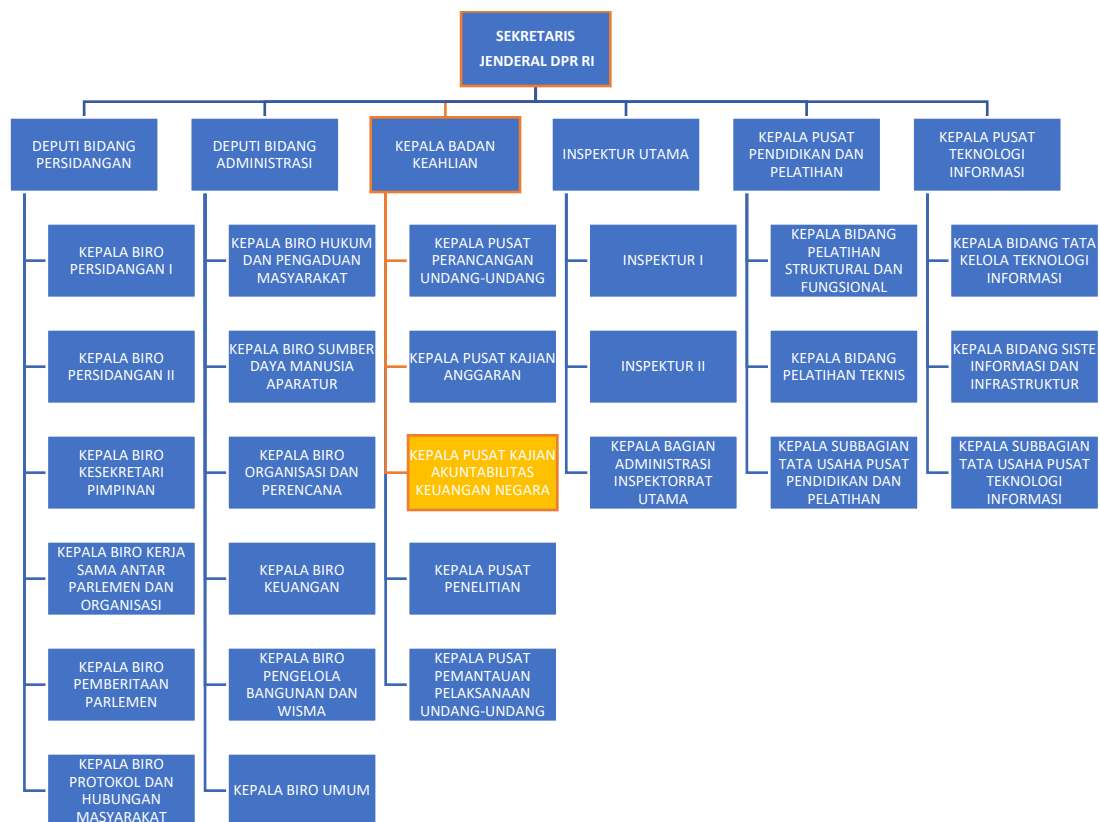 SEKRETARIS
JENDERAL DPR RI
DEPUTI BIDANG
PERSIDANGAN
DEPUTI BIDANG
ADMINISTRASI
KEPALA BADAN
KEAHLIAN
INSPEKTUR UTAMA
KEPALA PUSAT
PENDIDIKAN DAN
PELATIHAN
KEPALA PUSAT
TEKNOLOGI
INFORMASI
KEPALA BIRO
PERSIDANGAN I
KEPALA BIRO
PERSIDANGAN II
KEPALA BIRO
KESEKRETARI
PIMPINAN
KEPALA BIRO KERJA
SAMA ANTAR
PARLEMEN DAN
ORGANISASI
KEPALA BIRO
PEMBERITAAN
PARLEMEN
KEPALA BIRO
PROTOKOL DAN
HUBUNGAN
MASYARAKAT
KEPALA BIRO HUKUM
DAN PENGADUAN
MASYARAKAT
KEPALA BIRO SUMBER
DAYA MANUSIA
APARATUR
KEPALA BIRO
ORGANISASI DAN
PERENCANA
KEPALA BIRO
KEUANGAN
KEPALA BIRO
PENGELOLA
BANGUNAN DAN
WISMA
KEPALA BIRO UMUM
KEPALA PUSAT
PERANCANGAN
UNDANG-UNDANG
KEPALA PUSAT KAJIAN
ANGGARAN
KEPALA PUSAT KAJIAN
AKUNTABILITAS
KEUANGAN NEGARA
KEPALA PUSAT
PENELITIAN
KEPALA PUSAT
PEMANTAUAN
PELAKSANAAN
UNDANG-UNDANG
INSPEKTUR I
INSPEKTUR II
KEPALA BAGIAN
ADMINISTRASI
INSPEKTORRAT
UTAMA
KEPALA BIDANG
PELATIHAN
STRUKTURAL DAN
FUNGSIONAL
KEPALA BIDANG
PELATIHAN TEKNIS
KEPALA SUBBAGIAN
TATA USAHA PUSAT
PENDIDIKAN DAN
PELATIHAN
KEPALA BIDANG TATA
KELOLA TEKNOLOGI
INFORMASI
KEPALA BIDANG SISTE
INFORMASI DAN
INFRASTRUKTUR
KEPALA SUBBAGIAN
TATA USAHA PUSAT
TEKNOLOGI
INFORMASI